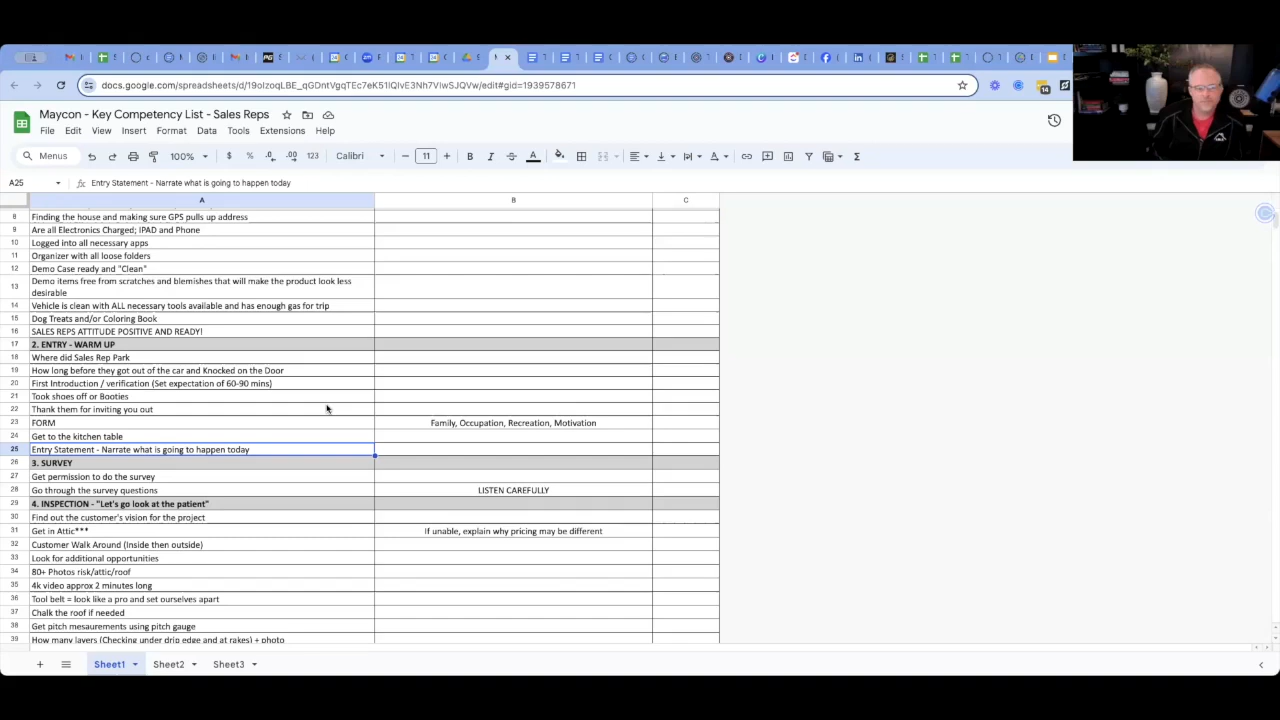 docs.google.com/spreadsheets/d/19olzoqLBE_qGDntVgqTEc7eK51lQlvE3Nh7VlwSJQVw/edit#gid=1939578671
14
Maycon - Key Competency List - Sales Reps
File Edit View Insert Format Data Tools Extensions Help
Menus 100% $ % .0 .00 123 Calibri 11 B I S A
A25 fx Entry Statement - Narrate what is going to happen today
A B C
8 Finding the house and making sure GPS pulls up address
9 Are all Electronics Charged; iPAD and Phone
10 Logged into all necessary apps
11 Organizer with all loose folders
12 Demo Case ready and "Clean"
13 Demo items free from scratches and blemishes that will make the product look less
desirable
14 Vehicle is clean with ALL necessary tools available and has enough gas for trip
15 Dog Treats and/or Coloring Book
16 SALES REPS ATTITUDE POSITIVE AND READY!
17 2. ENTRY - WARM UP
18 Where did Sales Rep Park
19 How long before they got out of the car and Knocked on the Door
20 First Introduction / verification (Set expectation of 60-90 mins)
21 Took shoes off or Booties
22 Thank them for inviting you out
23 FORM Family, Occupation, Recreation, Motivation
24 Get to the kitchen table
25 Entry Statement - Narrate what is going to happen today
26 3. SURVEY
27 Get permission to do the survey
28 Go through the survey questions LISTEN CAREFULLY
29 4. INSPECTION - "Let's go look at the patient"
30 Find out the customer's vision for the project
31 Get in Attic*** If unable, explain why pricing may be different
32 Customer Walk Around (Inside then outside)
33 Look for additional opportunities
34 80+ Photos risk/attic/roof
35 4k video approx 2 minutes long
36 Tool belt = look like a pro and set ourselves apart
37 Chalk the roof if needed
38 Get pitch mesaurements using pitch gauge
39 How many layers (Checking under drip edge and at rakes) + photo
Sheet1 Sheet2 Sheet3